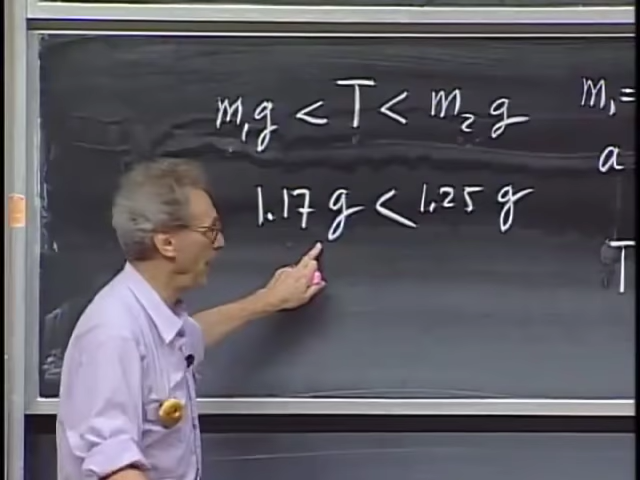 m₁g < T < m₂g
m₁=
a
1.17 g < 1.25 g
T